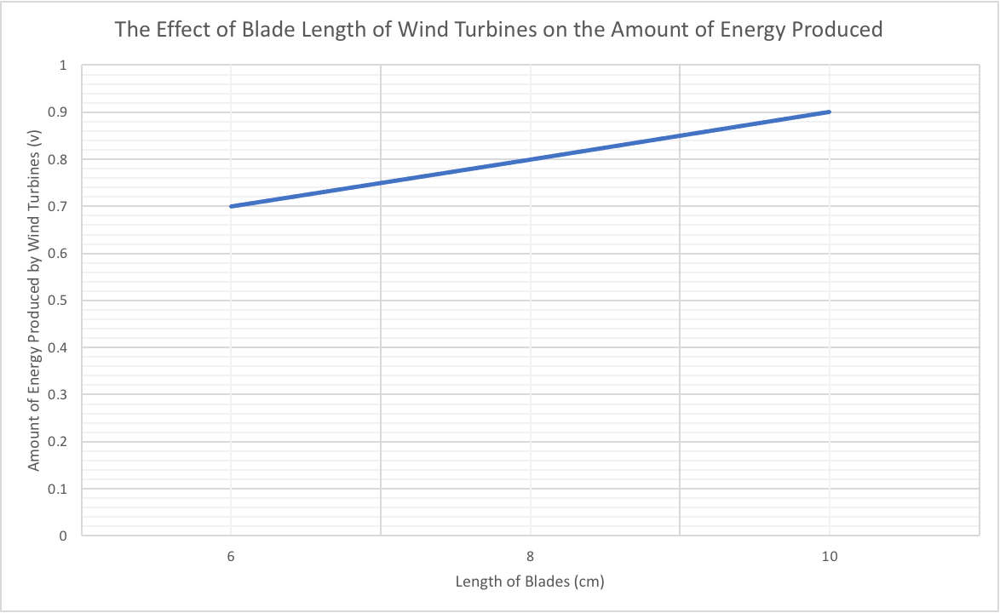 The Effect of Blade Length of Wind Turbines on the Amount of Energy Produced
Amount of Energy Produced by Wind Turbines (v)
1
0.9
0.8
0.7
0.6
0.5
0.4
0.3
0.2
0.1
0
6 8 10
Length of Blades (cm)